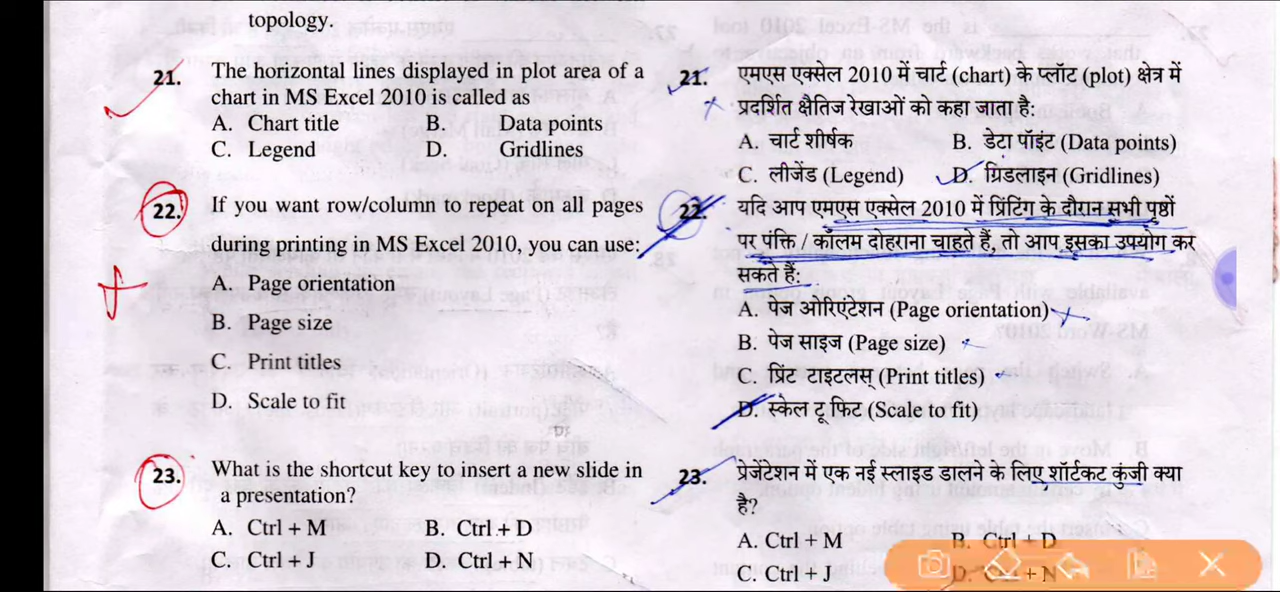 topology.
21. The horizontal lines displayed in plot area of a
chart in MS Excel 2010 is called as
A. Chart title B. Data points
C. Legend D. Gridlines
22. If you want row/column to repeat on all pages
during printing in MS Excel 2010, you can use:
A. Page orientation
B. Page size
C. Print titles
D. Scale to fit
23. What is the shortcut key to insert a new slide in
a presentation?
A. Ctrl + M B. Ctrl + D
C. Ctrl + J D. Ctrl + N
21. एमएस एक्सेल 2010 में चार्ट (chart) के प्लॉट (plot) क्षेत्र में
प्रदर्शित क्षैतिज रेखाओं को कहा जाता है:
A. चार्ट शीर्षक B. डेटा पॉइंट (Data points)
C. लीजेंड (Legend) D. ग्रिडलाइन (Gridlines)
22. यदि आप एमएस एक्सेल 2010 में प्रिंटिंग के दौरान सभी पृष्ठों
पर पंक्ति / कॉलम दोहराना चाहते हैं, तो आप इसका उपयोग कर
सकते हैं:
A. पेज ओरिएंटेशन (Page orientation)
B. पेज साइज (Page size)
C. प्रिंट टाइटलस् (Print titles)
D. स्केल टू फिट (Scale to fit)
23. प्रेजेंटेशन में एक नई स्लाइड डालने के लिए शॉर्टकट कुंजी क्या
है?
A. Ctrl + M B. Ctrl + D
C. Ctrl + J D. Ctrl + N